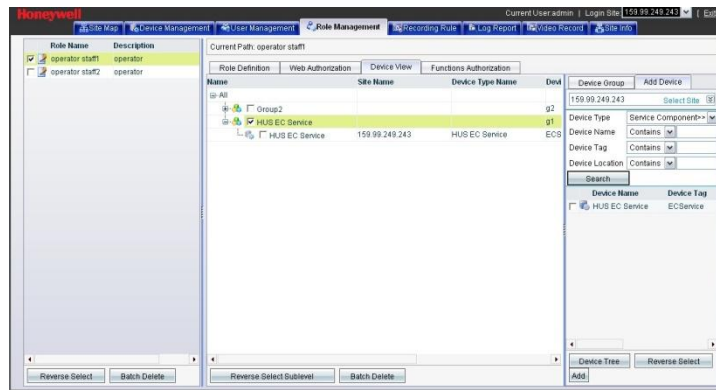 Honeywell
Current User admin | Login Site 159.99.249.243 | Exit
Site Map Device Management User Management Role Management Recording Rule Log Report Video Record Site Info
Role Name Description
operator staff1 operator
operator staff2 operator
Current Path: operator staff1
Role Definition Web Authorization Device View Functions Authorization
Name Site Name Device Type Name Devi
All
Group2 g2
HUS EC Service g1
HUS EC Service 159.99.249.243 HUS EC Service ECS
Device Group Add Device
159.99.249.243 Select Site
Device Type Service Component>>
Device Name Contains
Device Tag Contains
Device Location Contains
Search
Device Name Device Tag
HUS EC Service ECService
Device Tree Reverse Select
Add
Reverse Select Batch Delete
Reverse Select Sublevel Batch Delete